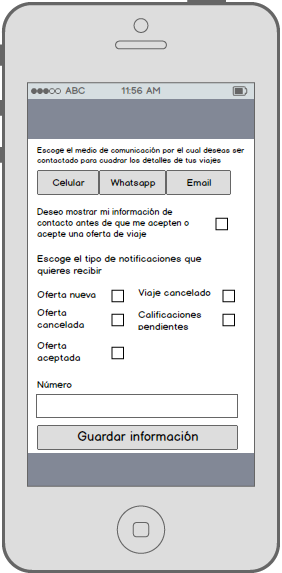 ABC 11:56 AM
Escoge el medio de comunicación por el cual deseas ser
contactado para cuadrar los detalles de tus viajes
Celular Whatsapp Email
Deseo mostrar mi información de
contacto antes de que me acepten o
acepte una oferta de viaje
Escoge el tipo de notificaciones que
quieres recibir
Oferta nueva Viaje cancelado
Oferta
cancelada
Calificaciones
pendientes
Oferta
aceptada
Número
Guardar información